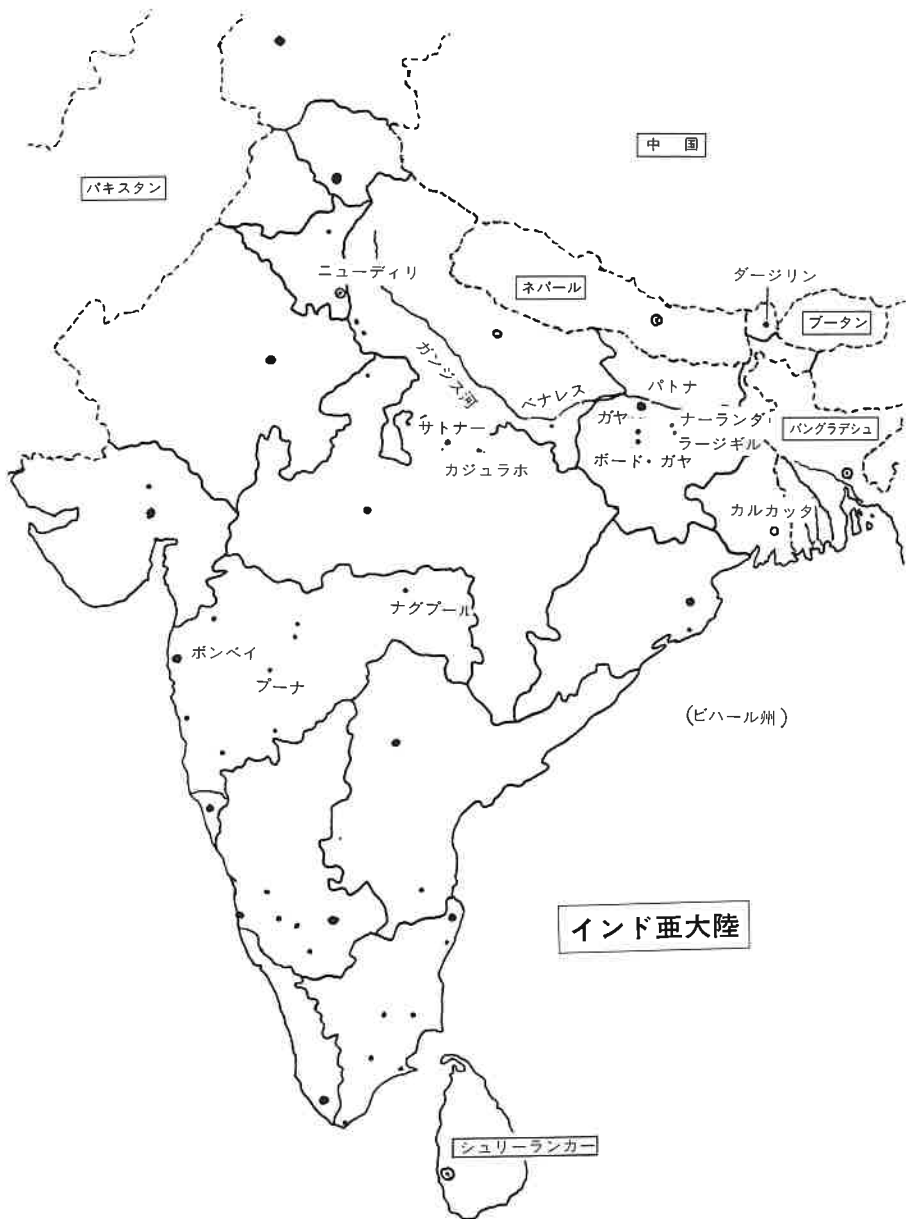 中 国
パキスタン
ダージリン
ニューディリ
ネパール
ブータン
ガンジス河
ベナレス
パトナ
サトナー
ガヤ
ナーランダ
バングラデシュ
カジュラホ
ボード・ガヤ
ラージギル
カルカッタ
ナグプール
ボンベイ
プーナ
(ビハール州)
インド亜大陸
シュリーランカー